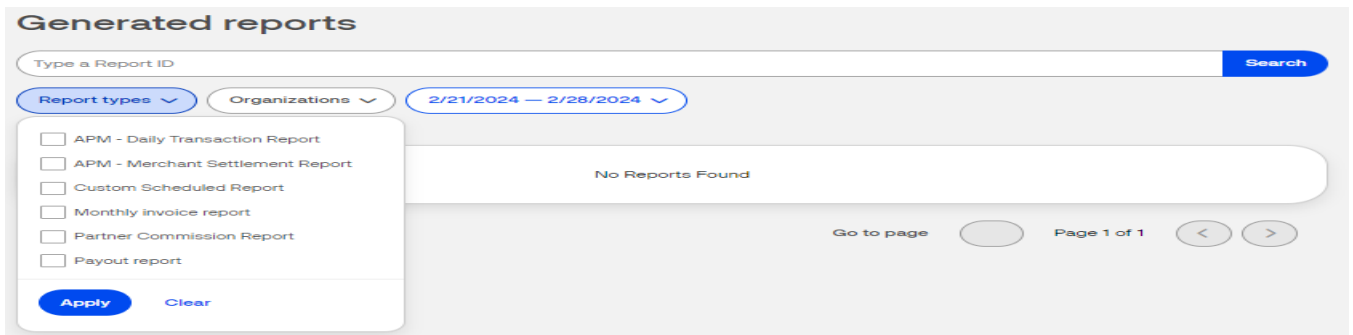 Generated reports
Type a Report ID
Search
Report types
Organizations
2/21/2024 — 2/28/2024
APM - Daily Transaction Report
APM - Merchant Settlement Report
Custom Scheduled Report
Monthly invoice report
Partner Commission Report
Payout report
Apply
Clear
No Reports Found
Go to page
Page 1 of 1
<
>